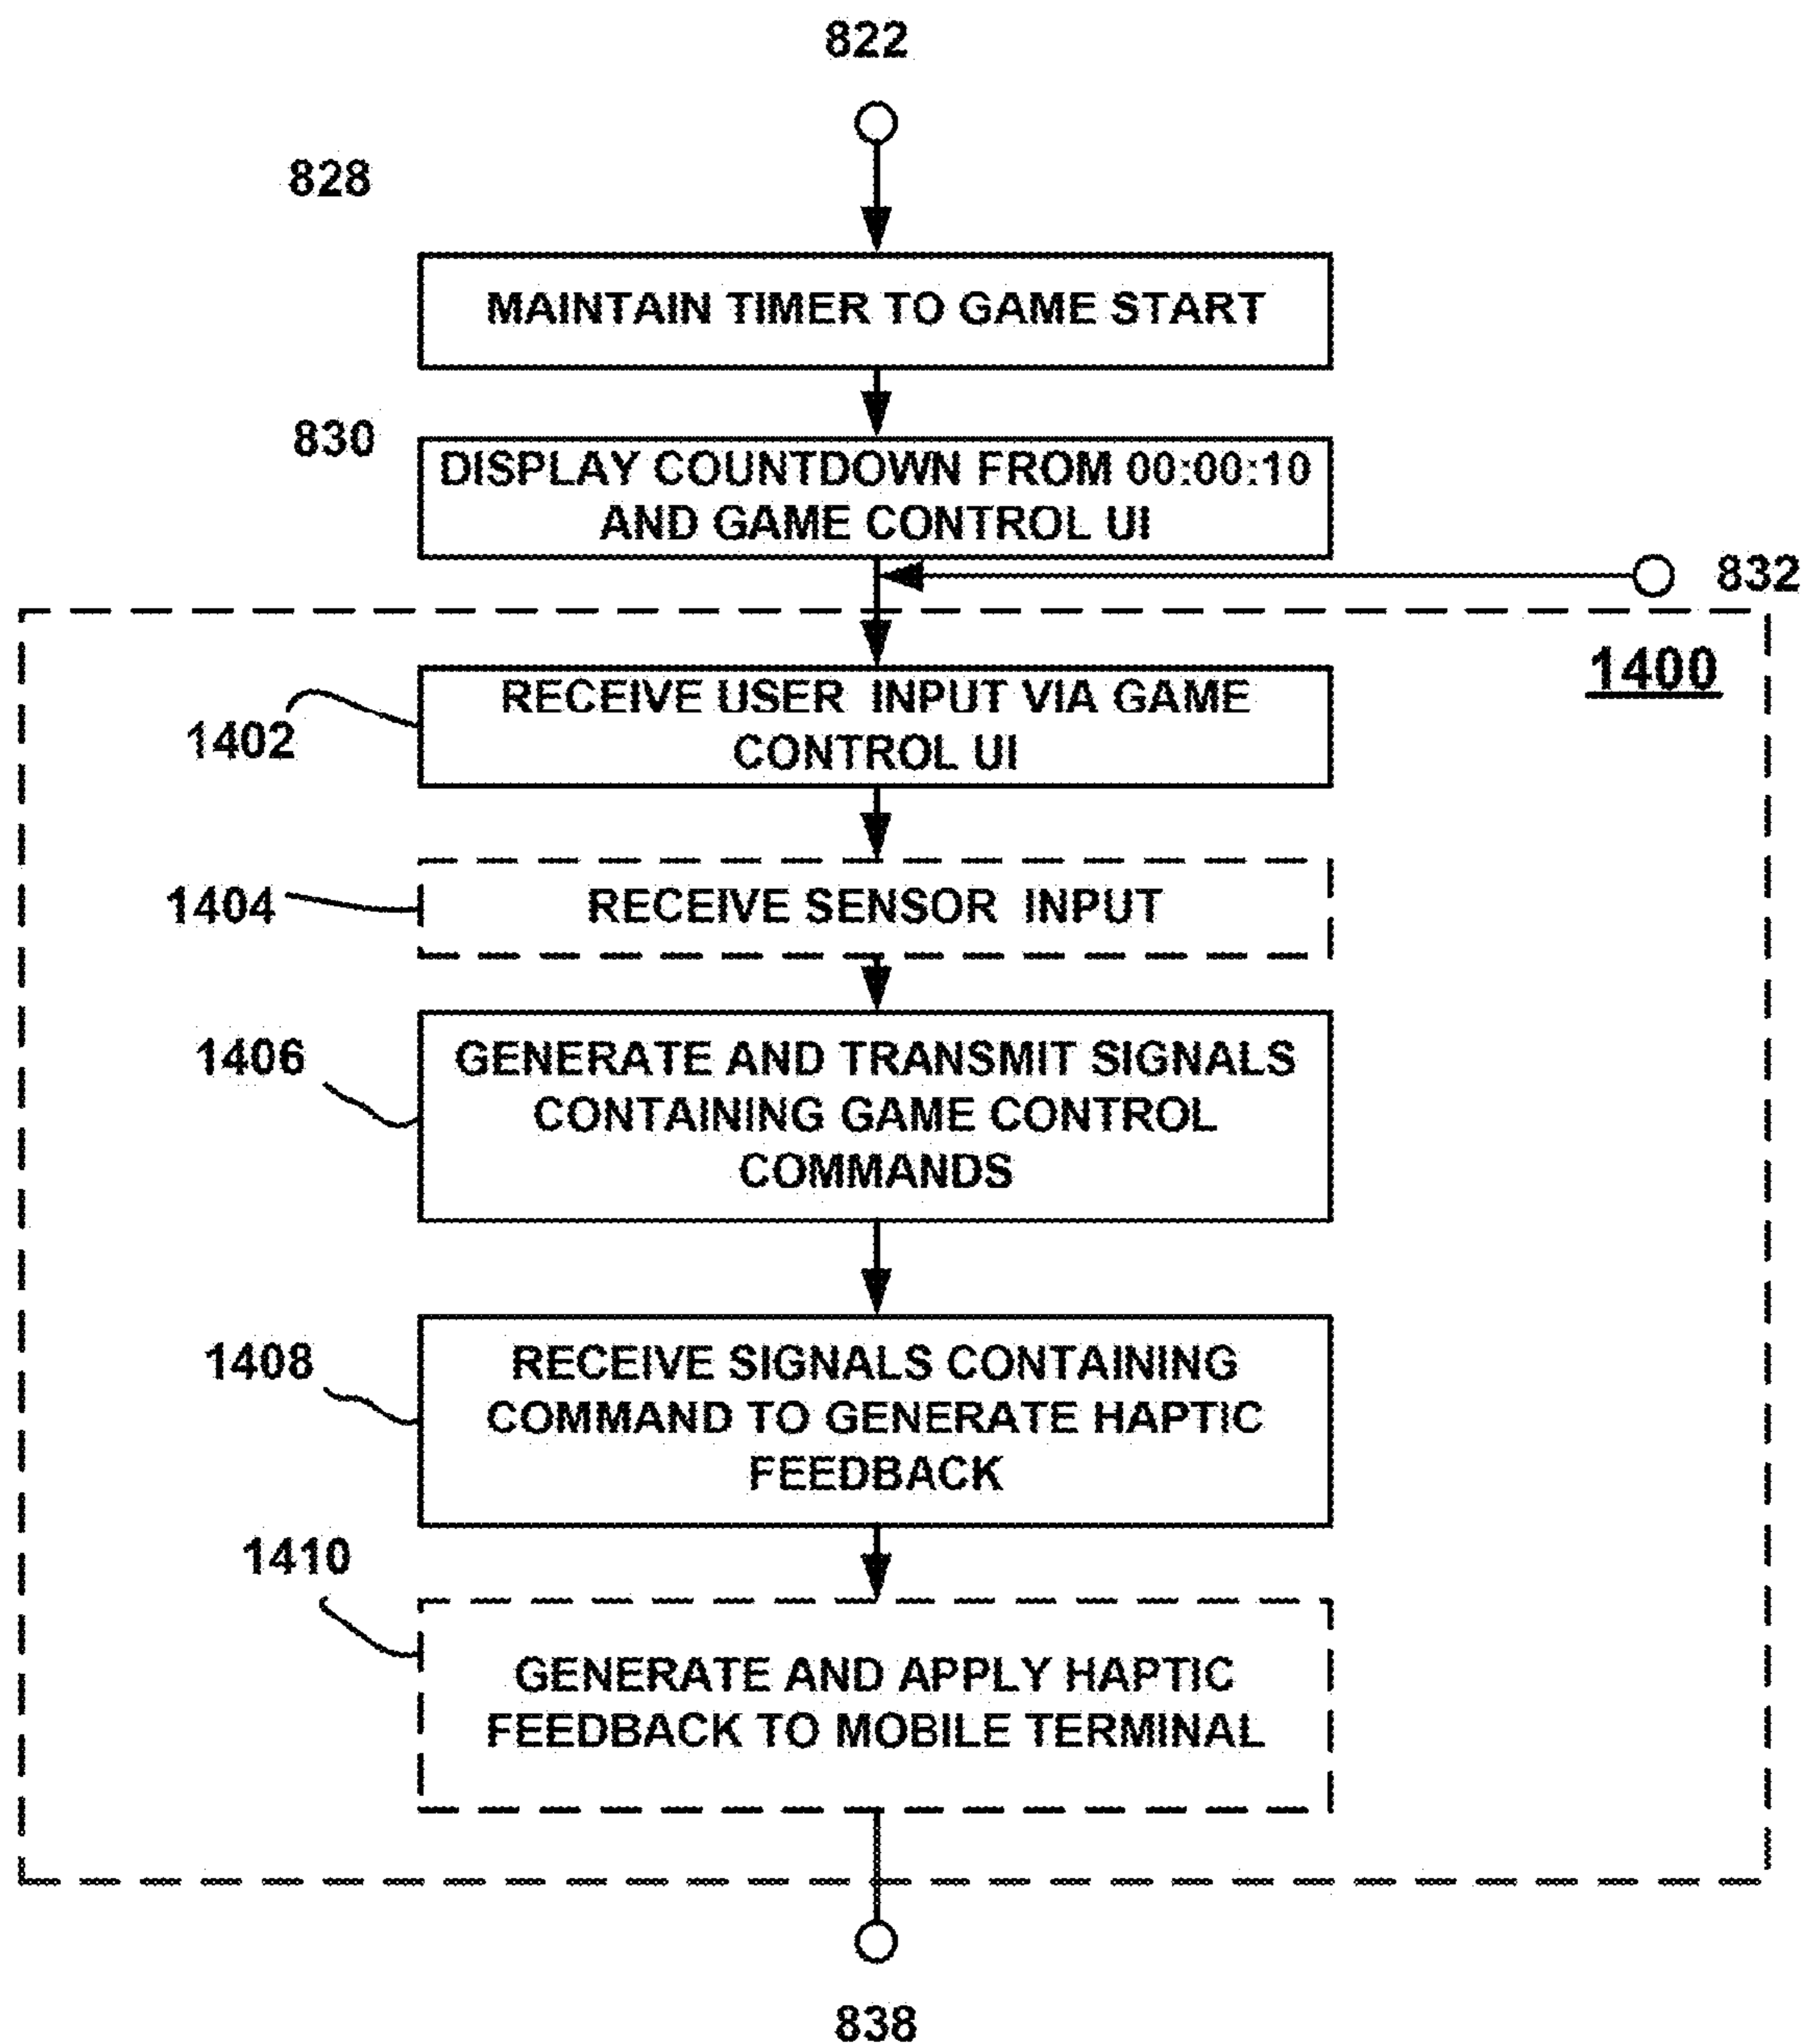 822
828
MAINTAIN TIMER TO GAME START
830
DISPLAY COUNTDOWN FROM 00:00:10
AND GAME CONTROL UI
832
1400
RECEIVE USER INPUT VIA GAME
CONTROL UI
1402
1404
RECEIVE SENSOR INPUT
1406
GENERATE AND TRANSMIT SIGNALS
CONTAINING GAME CONTROL
COMMANDS
1408
RECEIVE SIGNALS CONTAINING
COMMAND TO GENERATE HAPTIC
FEEDBACK
1410
GENERATE AND APPLY HAPTIC
FEEDBACK TO MOBILE TERMINAL
838